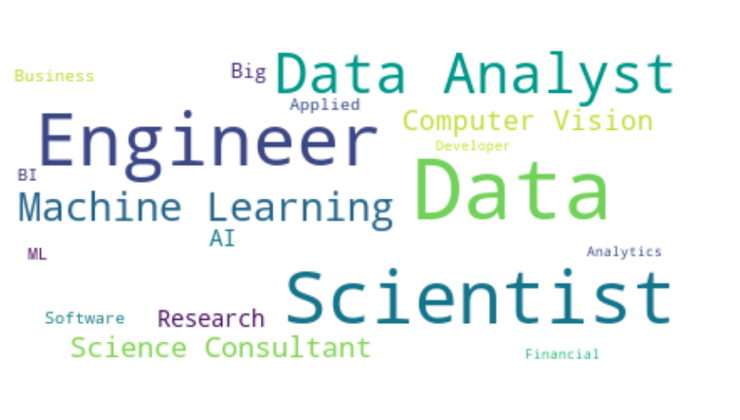 Data Analyst
Big
Business
Applied
Computer Vision
Engineer
Developer
BI
Data
Machine Learning
AI
Analytics
ML
Scientist
Software
Research
Science Consultant
Financial